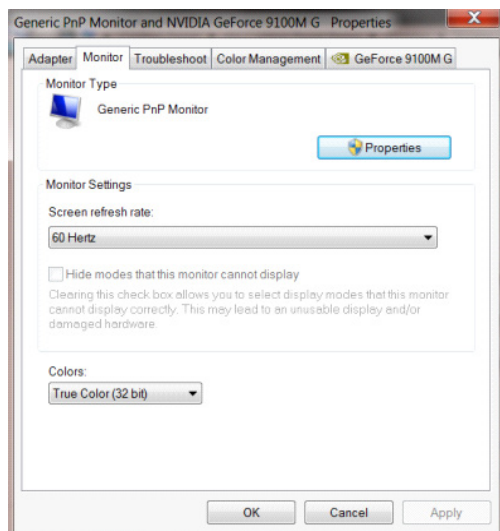 Generic PnP Monitor and NVIDIA GeForce 9100M G Properties
Adapter Monitor Troubleshoot Color Management GeForce 9100M G
Monitor Type
Generic PnP Monitor
Properties
Monitor Settings
Screen refresh rate:
60 Hertz
Hide modes that this monitor cannot display
Clearing this check box allows you to select display modes that this monitor
cannot display correctly. This may lead to an unusable display and/or
damaged hardware.
Colors:
True Color (32 bit)
OK Cancel Apply